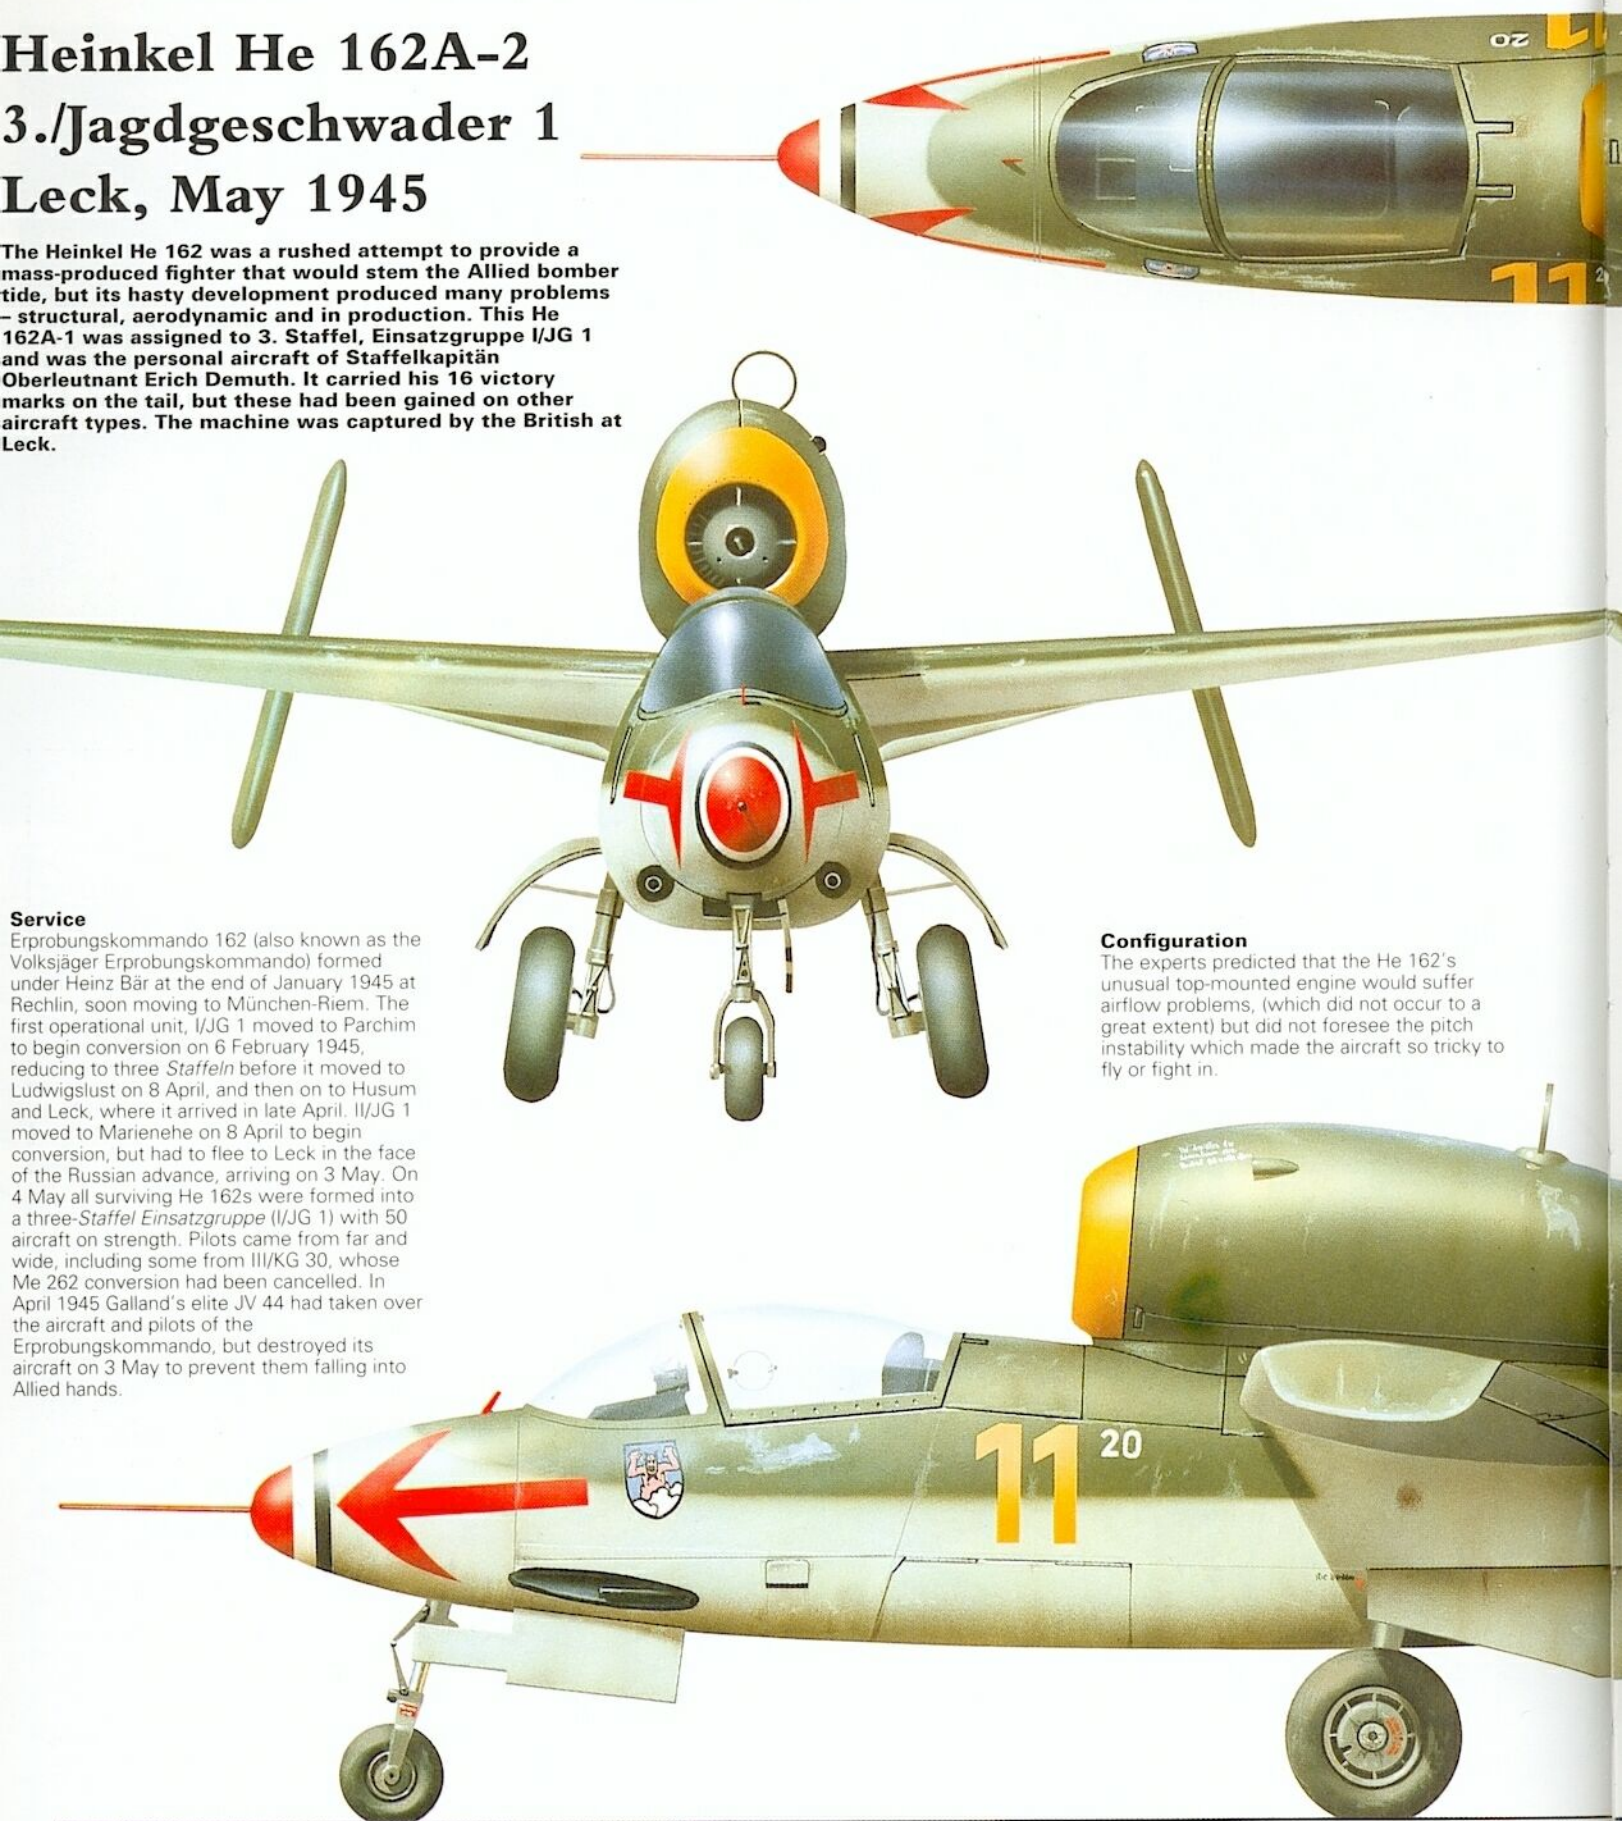 Heinkel He 162A-2
3./Jagdgeschwader 1
Leck, May 1945
The Heinkel He 162 was a rushed attempt to provide a
mass-produced fighter that would stem the Allied bomber
tide, but its hasty development produced many problems
– structural, aerodynamic and in production. This He
162A-1 was assigned to 3. Staffel, Einsatzgruppe I/JG 1
and was the personal aircraft of Staffelkapitän
Oberleutnant Erich Demuth. It carried his 16 victory
marks on the tail, but these had been gained on other
aircraft types. The machine was captured by the British at
Leck.
20
11
11
Service
Erprobungskommando 162 (also known as the
Volksjäger Erprobungskommando) formed
under Heinz Bär at the end of January 1945 at
Rechlin, soon moving to München-Riem. The
first operational unit, I/JG 1 moved to Parchim
to begin conversion on 6 February 1945,
reducing to three Staffeln before it moved to
Ludwigslust on 8 April, and then on to Husum
and Leck, where it arrived in late April. II/JG 1
moved to Marienehe on 8 April to begin
conversion, but had to flee to Leck in the face
of the Russian advance, arriving on 3 May. On
4 May all surviving He 162s were formed into
a three-Staffel Einsatzgruppe (I/JG 1) with 50
aircraft on strength. Pilots came from far and
wide, including some from III/KG 30, whose
Me 262 conversion had been cancelled. In
April 1945 Galland's elite JV 44 had taken over
the aircraft and pilots of the
Erprobungskommando, but destroyed its
aircraft on 3 May to prevent them falling into
Allied hands.
Configuration
The experts predicted that the He 162's
unusual top-mounted engine would suffer
airflow problems, (which did not occur to a
great extent) but did not foresee the pitch
instability which made the aircraft so tricky to
fly or fight in.
11 20